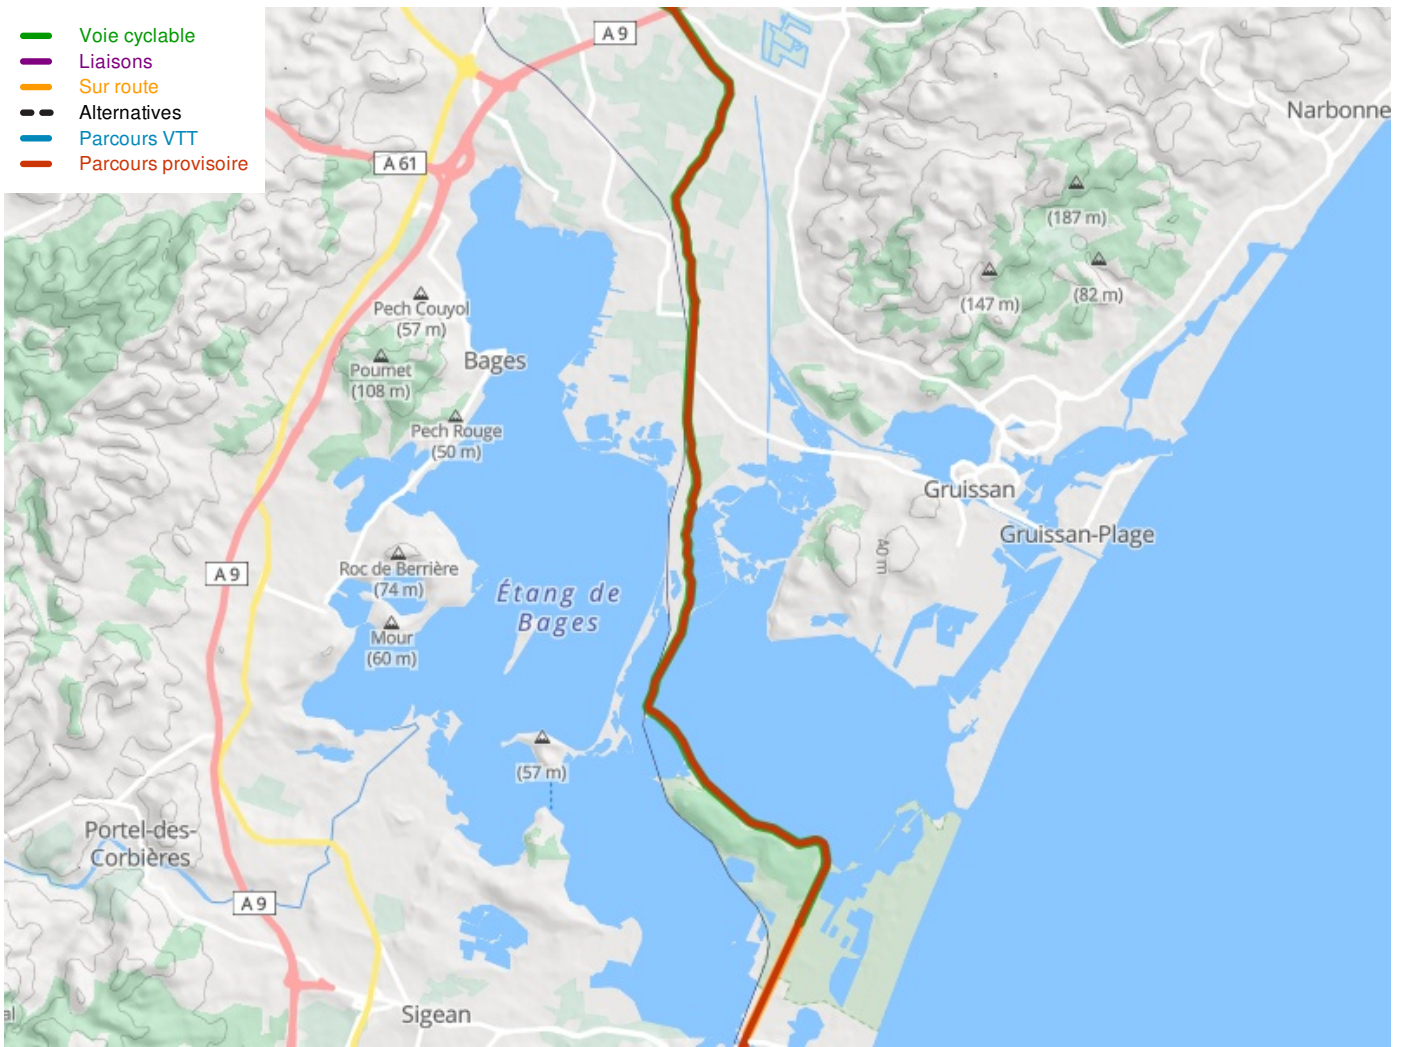 Voie cyclable
Liaisons
Sur route
Alternatives
Parcours VTT
Parcours provisoire
A 9
Narbonne
A 61
(187 m)
(82 m)
(147 m)
Pech Couyol
(57 m)
Bages
Poumet
(108 m)
Pech Rouge
(50 m)
Gruissan
Gruissan-Plage
40 m
A 9
Roc de Berrière
(74 m)
Étang de
Bages
Mour
(60 m)
(57 m)
Portel-des-
Corbières
A 9
Sigean
al